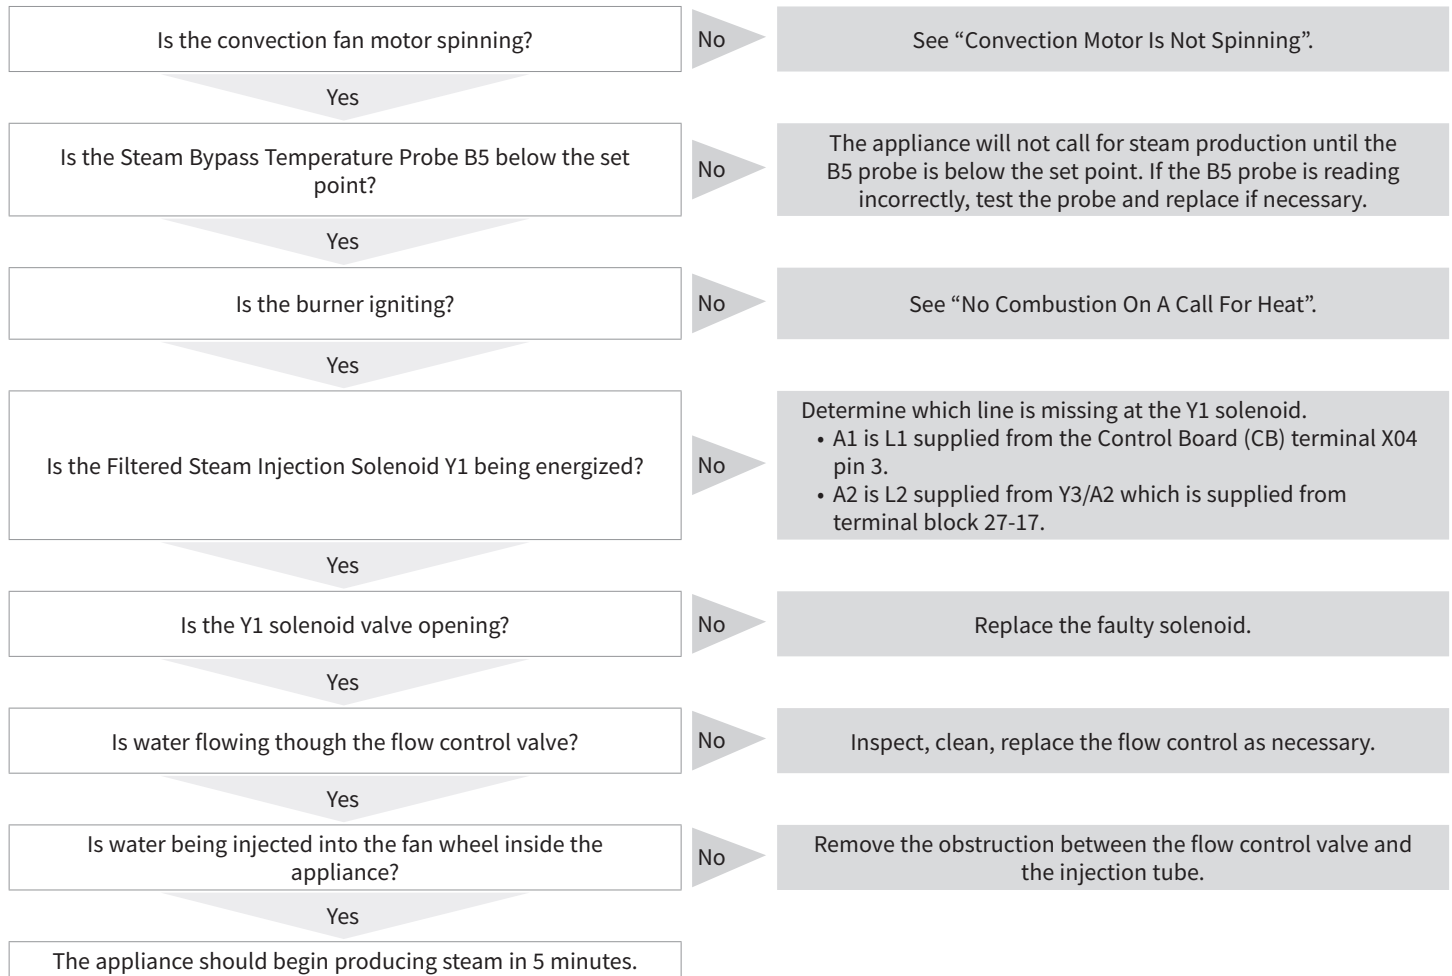 Is the convection fan motor spinning?
No
See “Convection Motor Is Not Spinning”.
Yes
Is the Steam Bypass Temperature Probe B5 below the set
point?
No
The appliance will not call for steam production until the
B5 probe is below the set point. If the B5 probe is reading
incorrectly, test the probe and replace if necessary.
Yes
Is the burner igniting?
No
See “No Combustion On A Call For Heat”.
Yes
Is the Filtered Steam Injection Solenoid Y1 being energized?
No
Determine which line is missing at the Y1 solenoid.
• A1 is L1 supplied from the Control Board (CB) terminal X04
pin 3.
• A2 is L2 supplied from Y3/A2 which is supplied from
terminal block 27-17.
Yes
Is the Y1 solenoid valve opening?
No
Replace the faulty solenoid.
Yes
Is water flowing though the flow control valve?
No
Inspect, clean, replace the flow control as necessary.
Yes
Is water being injected into the fan wheel inside the
appliance?
No
Remove the obstruction between the flow control valve and
the injection tube.
Yes
The appliance should begin producing steam in 5 minutes.